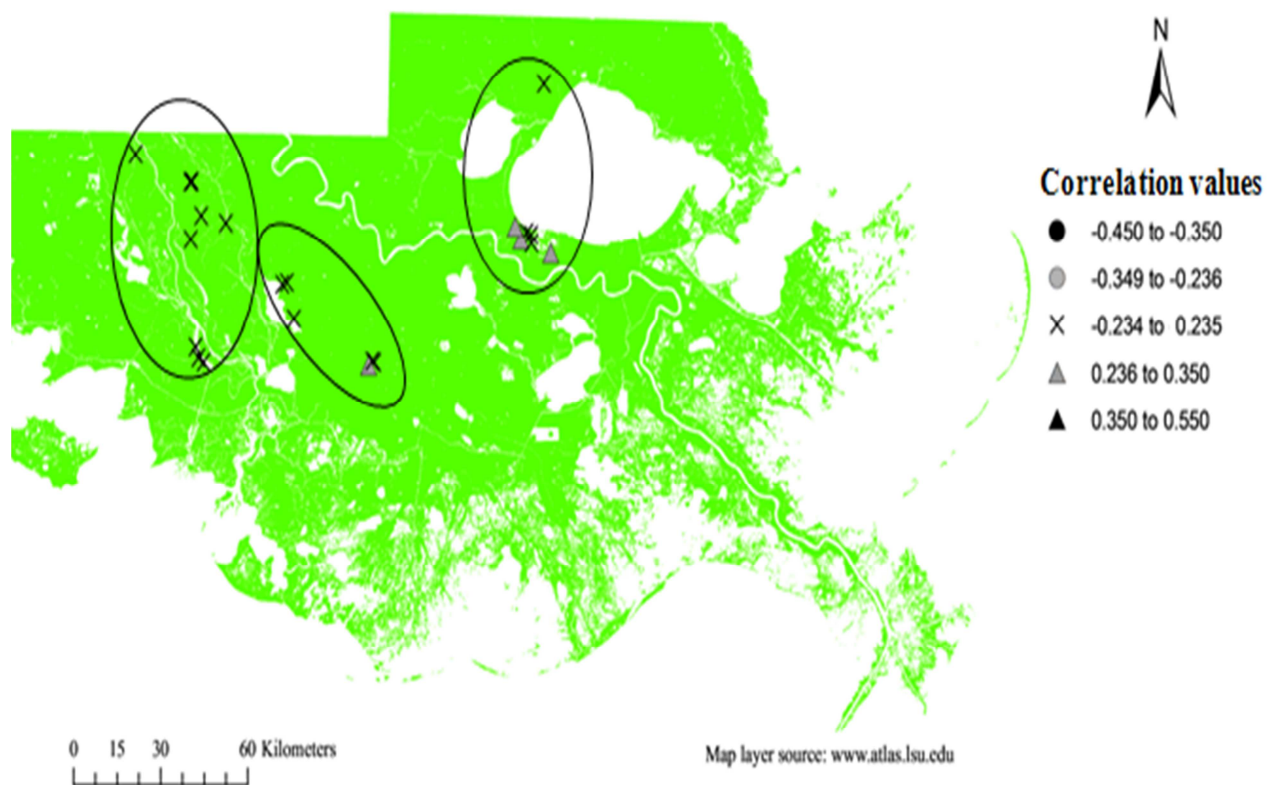 N
Correlation values
-0.450 to -0.350
-0.349 to -0.236
-0.234 to 0.235
0.236 to 0.350
0.350 to 0.550
0 15 30 60 Kilometers
Map layer source: www.atlas.lsu.edu